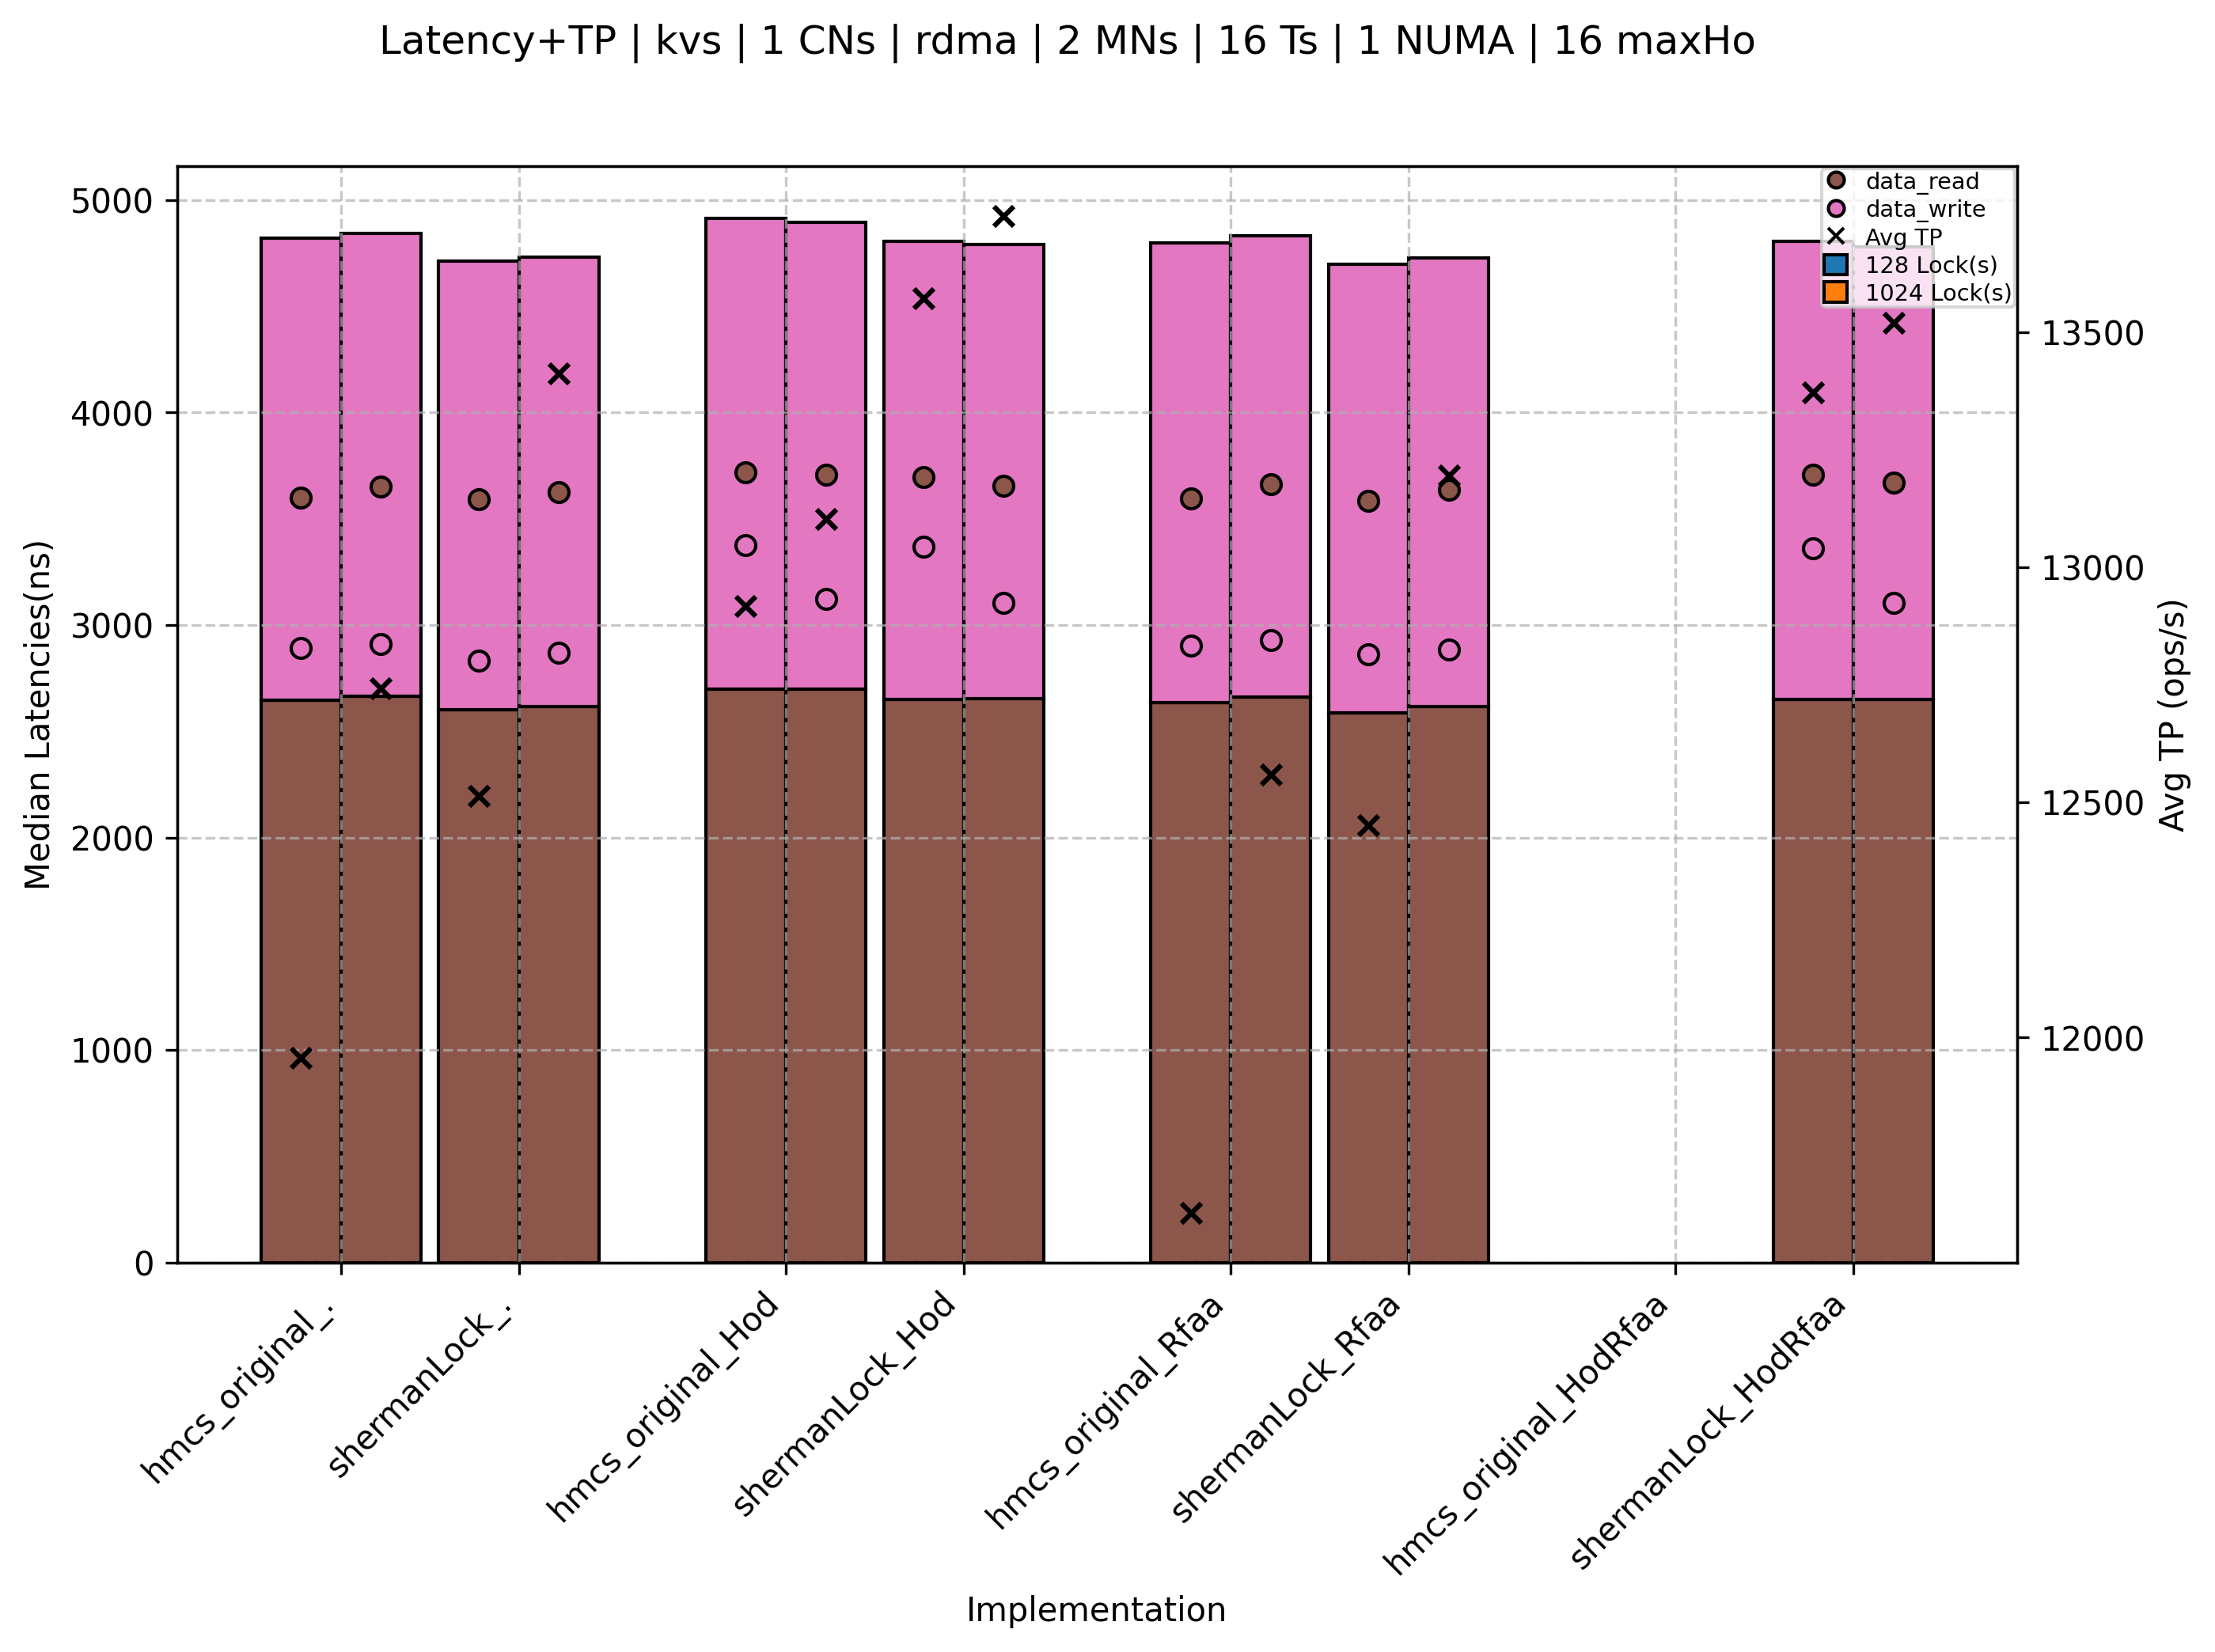 Latency+TP | kvs | 1 CNs | rdma | 2 MNs | 16 Ts | 1 NUMA | 16 maxHo
data_read
data_write
Avg TP
128 Lock(s)
1024 Lock(s)
Median Latencies(ns)
5000
4000
3000
2000
1000
0
Avg TP (ops/s)
13500
13000
12500
12000
hmcs_original_.
shermanLock_.
hmcs_original_Hod
shermanLock_Hod
hmcs_original_Rfaa
shermanLock_Rfaa
hmcs_original_HodRfaa
shermanLock_HodRfaa
Implementation